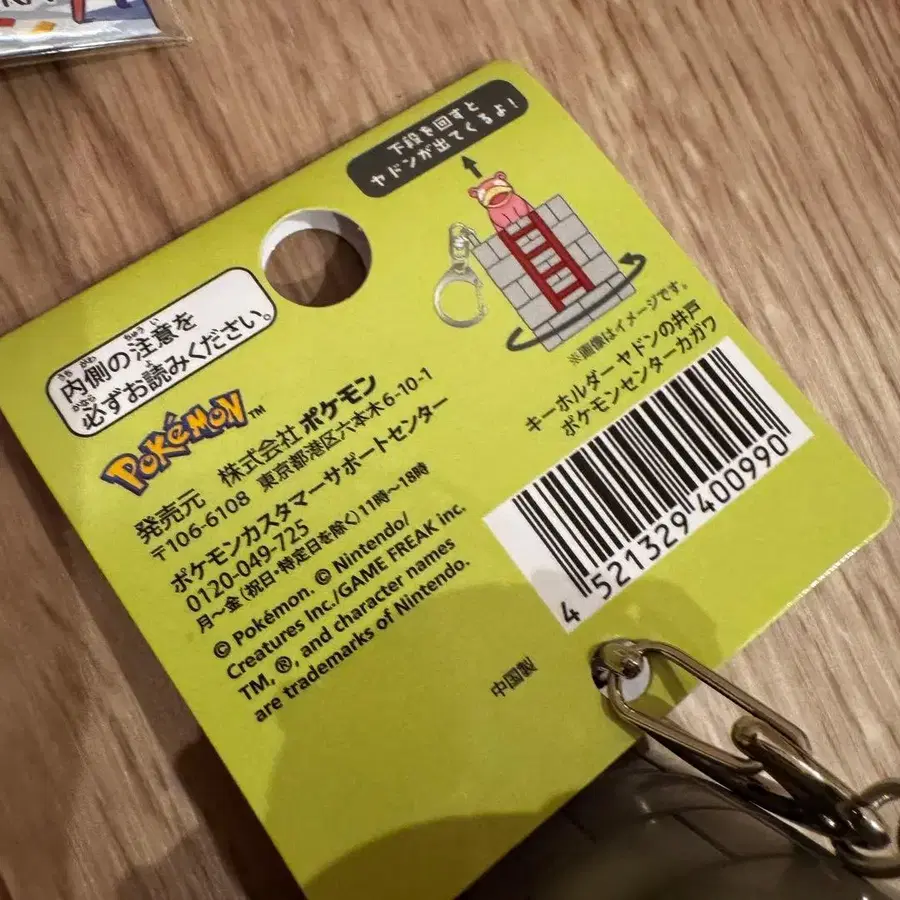 下段を回すと
ヤドンが出てくるよ!
※画像はイメージです。
キーホルダー ヤドンの井戸
ポケモンセンターカガワ
4 521329 400990
内側の注意を
必ずお読みください。
POKÉMON™
発売元 株式会社 ポケモン
〒106-6108 東京都港区六本木6-10-1
ポケモンカスタマーサポートセンター
0120-049-725
月~金(祝日・特定日を除く)11時~18時
© Pokémon. © Nintendo/
Creatures Inc./GAME FREAK inc.
TM, ®, and character names
are trademarks of Nintendo.
中国製